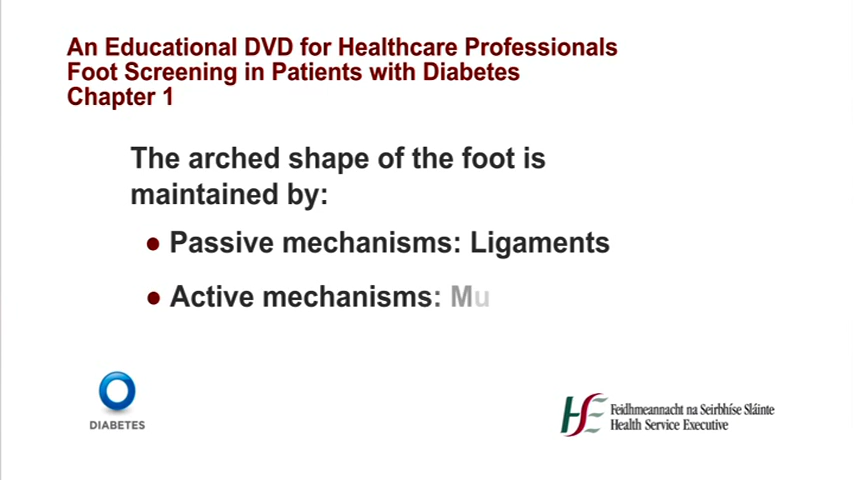 An Educational DVD for Healthcare Professionals
Foot Screening in Patients with Diabetes
Chapter 1
The arched shape of the foot is
maintained by:
• Passive mechanisms: Ligaments
• Active mechanisms: Mu
DIABETES
HSE
Feidhmeannacht na Seirbhíse Sláinte
Health Service Executive